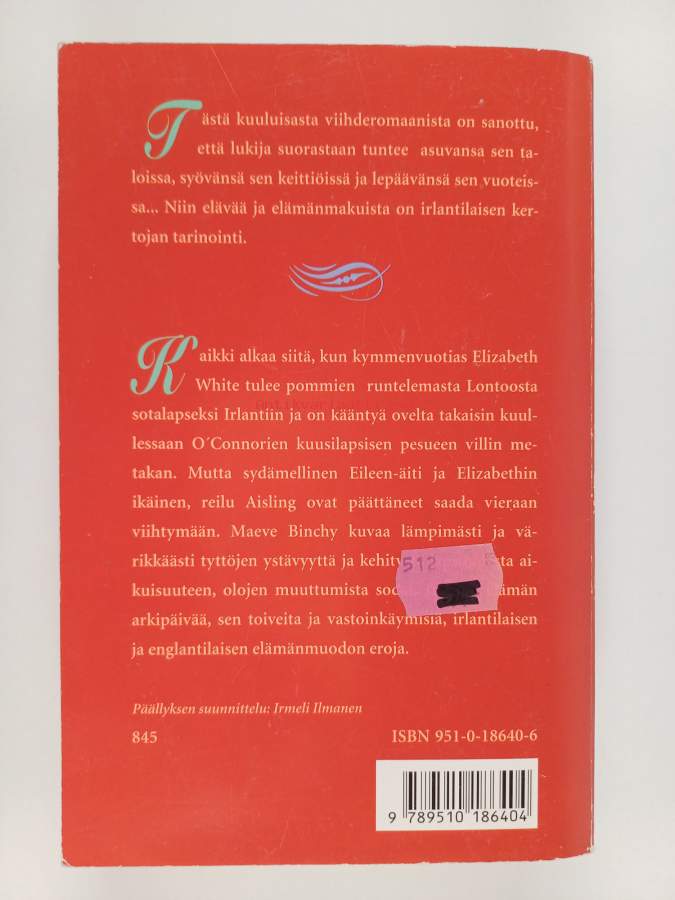 Tästä kuuluisasta viihderomaanista on sanottu,
että lukija suorastaan tuntee asuvansa sen ta-
loissa, syövänsä sen keittiöissä ja lepäävänsä sen vuoteis-
sa... Niin elävää ja elämänmakuista on irlantilaisen ker-
tojan tarinointi.
Kaikki alkaa siitä, kun kymmenvuotias Elizabeth
White tulee pommien runtelemasta Lontoosta
sotalapseksi Irlantiin ja on kääntyä ovelta takaisin kuul-
lessaan O´Connorien kuusilapsisen pesueen villin me-
takan. Mutta sydämellinen Eileen-äiti ja Elizabethin
ikäinen, reilu Aisling ovat päättäneet saada vieraan
viihtymään. Maeve Binchy kuvaa lämpimästi ja vä-
rikkäästi tyttöjen ystävyyttä ja ai-
512
kuisuuteen, olojen muuttumista
arkipäivää, sen toiveita ja vastoinkäymisiä, irlantilaisen
ja englantilaisen elämänmuodon eroja.
Päällyksen suunnittelu: Irmeli Ilmanen
845 ISBN 951-0-18640-6
9 789510 186404